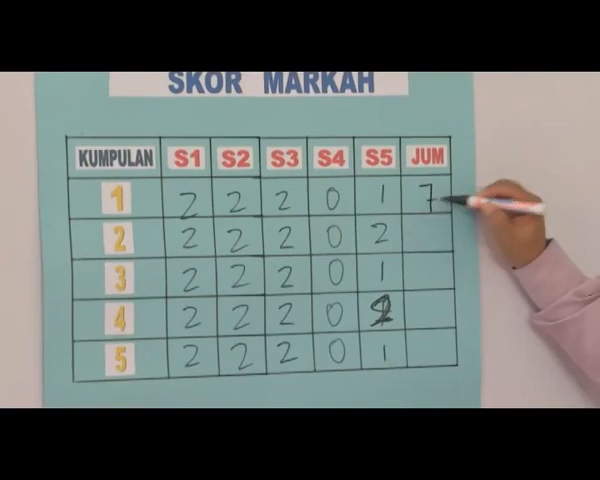 SKOR MARKAH
KUMPULAN S1 S2 S3 S4 S5 JUM
1 2 2 2 0 1 7
2 2 2 2 0 2
3 2 2 2 0 1
4 2 2 2 0
5 2 2 2 0 1